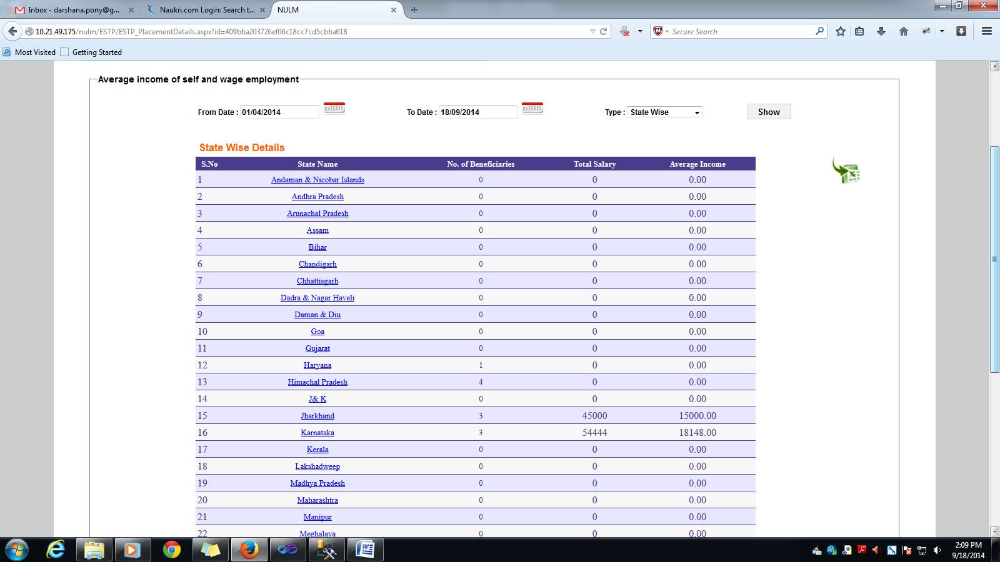 Inbox - darshana.pony@g...
Naukri.com Login: Search t...
NULM
10.21.49.175/nulm/ESTP/ESTP_PlacementDetails.aspx?id=409bba203726ef06c18cc7cd5cbba618
Secure Search
Most Visited Getting Started
Average income of self and wage employment
From Date : 01/04/2014 To Date : 18/09/2014 Type : State Wise Show
State Wise Details
S.No State Name No. of Beneficiaries Total Salary Average Income
1 Andaman & Nicobar Islands 0 0 0.00
2 Andhra Pradesh 0 0 0.00
3 Arunachal Pradesh 0 0 0.00
4 Assam 0 0 0.00
5 Bihar 0 0 0.00
6 Chandigarh 0 0 0.00
7 Chhattisgarh 0 0 0.00
8 Dadra & Nagar Haveli 0 0 0.00
9 Daman & Diu 0 0 0.00
10 Goa 0 0 0.00
11 Gujarat 0 0 0.00
12 Haryana 1 0 0.00
13 Himachal Pradesh 4 0 0.00
14 J& K 0 0 0.00
15 Jharkhand 3 45000 15000.00
16 Karnataka 3 54444 18148.00
17 Kerala 0 0 0.00
18 Lakshadweep 0 0 0.00
19 Madhya Pradesh 0 0 0.00
20 Maharashtra 0 0 0.00
21 Manipur 0 0 0.00
22 Meghalaya 0 0 0.00
2:09 PM
9/18/2014